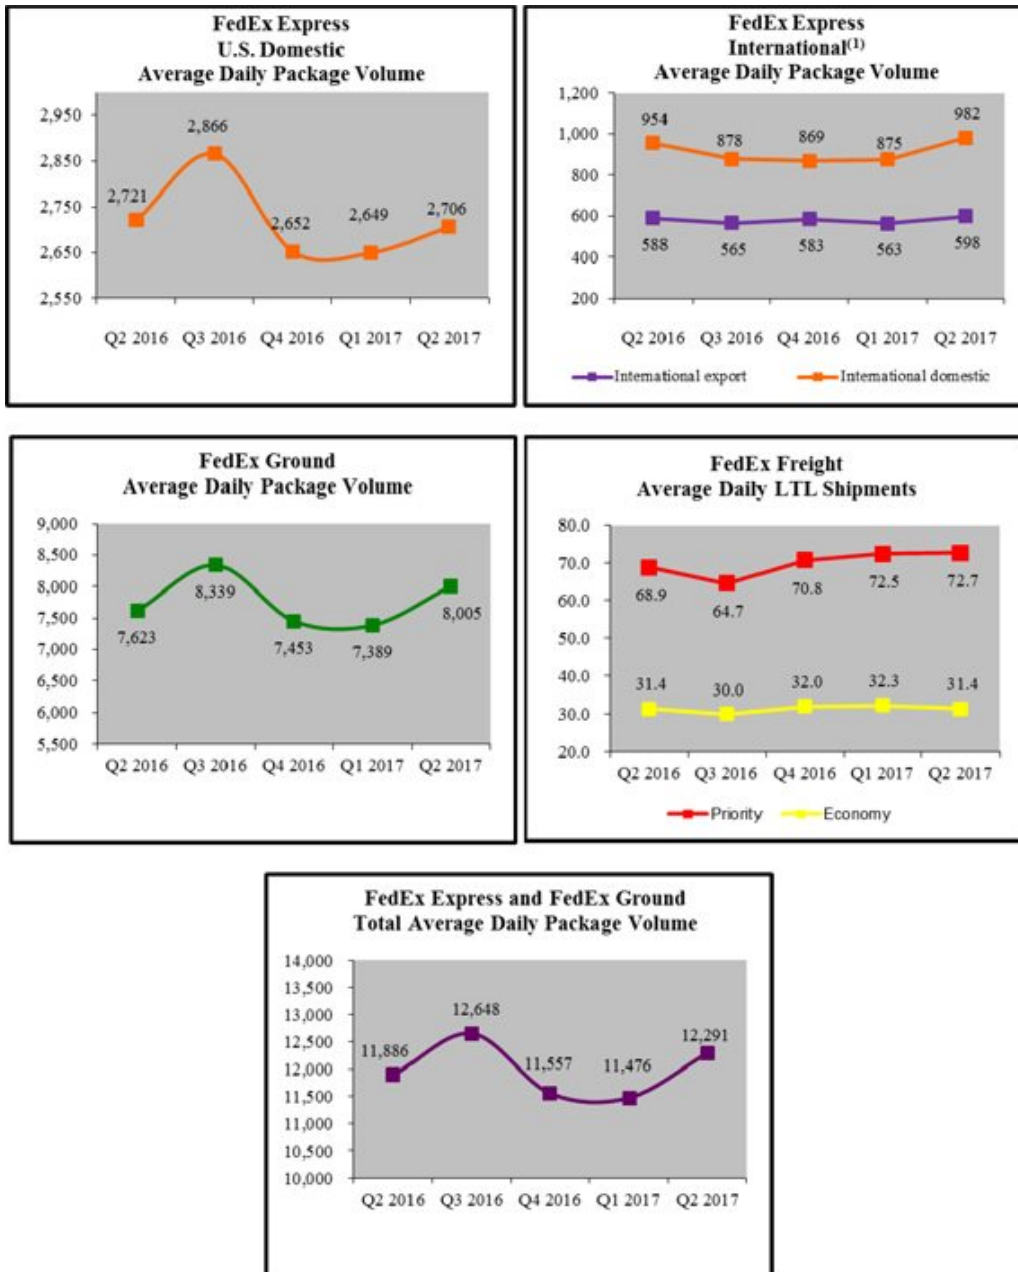 FedEx Express
U.S. Domestic
Average Daily Package Volume
2,950
2,850
2,750
2,650
2,550
2,721
2,866
2,652
2,649
2,706
Q2 2016 Q3 2016 Q4 2016 Q1 2017 Q2 2017
FedEx Express
International(1)
Average Daily Package Volume
1,200
1,000
800
600
400
200
954 878 869 875 982
588 565 583 563 598
Q2 2016 Q3 2016 Q4 2016 Q1 2017 Q2 2017
International export International domestic
FedEx Ground
Average Daily Package Volume
9,000
8,500
8,000
7,500
7,000
6,500
6,000
5,500
7,623
8,339
7,453
7,389
8,005
Q2 2016 Q3 2016 Q4 2016 Q1 2017 Q2 2017
FedEx Freight
Average Daily LTL Shipments
80.0
70.0
60.0
50.0
40.0
30.0
20.0
68.9 64.7 70.8 72.5 72.7
31.4 30.0 32.0 32.3 31.4
Q2 2016 Q3 2016 Q4 2016 Q1 2017 Q2 2017
Priority Economy
FedEx Express and FedEx Ground
Total Average Daily Package Volume
14,000
13,500
13,000
12,500
12,000
11,500
11,000
10,500
10,000
11,886
12,648
11,557
11,476
12,291
Q2 2016 Q3 2016 Q4 2016 Q1 2017 Q2 2017